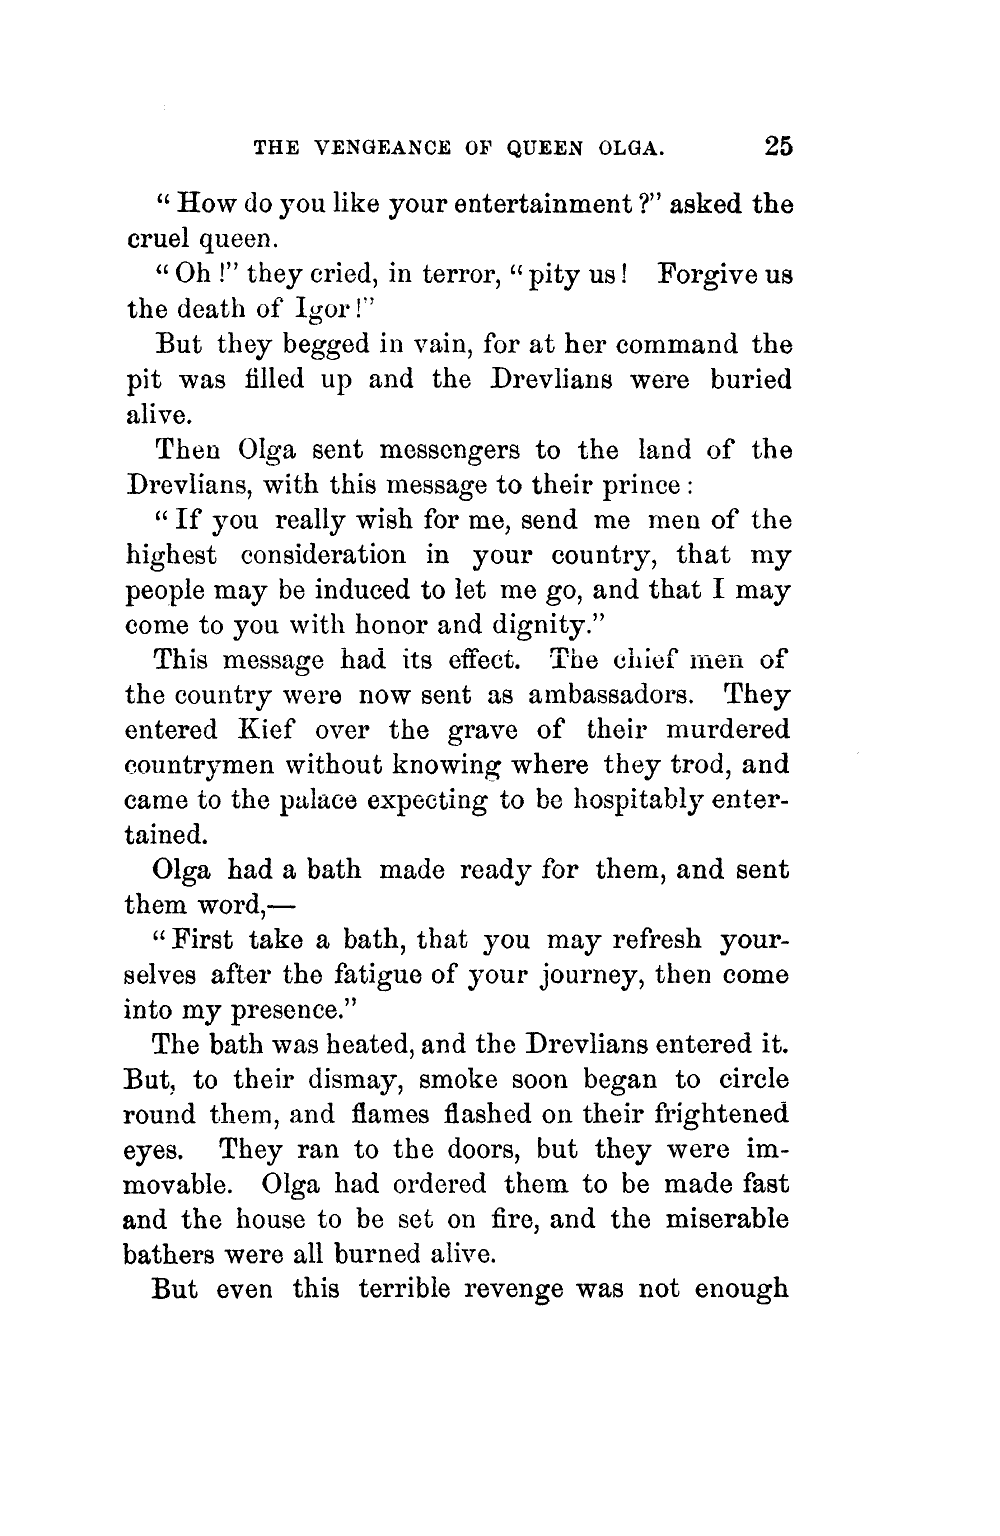 THE VENGEANCE OF QUEEN OLGA. 25
“ How do you like your entertainment ?” asked the
cruel queen.
“ Oh !” they cried, in terror, “ pity us ! Forgive us
the death of Igor !”
But they begged in vain, for at her command the
pit was filled up and the Drevlians were buried
alive.
Then Olga sent messengers to the land of the
Drevlians, with this message to their prince :
“ If you really wish for me, send me men of the
highest consideration in your country, that my
people may be induced to let me go, and that I may
come to you with honor and dignity.”
This message had its effect. The chief men of
the country were now sent as ambassadors. They
entered Kief over the grave of their murdered
countrymen without knowing where they trod, and
came to the palace expecting to be hospitably enter-
tained.
Olga had a bath made ready for them, and sent
them word,—
“ First take a bath, that you may refresh your-
selves after the fatigue of your journey, then come
into my presence.”
The bath was heated, and the Drevlians entered it.
But, to their dismay, smoke soon began to circle
round them, and flames flashed on their frightened
eyes. They ran to the doors, but they were im-
movable. Olga had ordered them to be made fast
and the house to be set on fire, and the miserable
bathers were all burned alive.
But even this terrible revenge was not enough